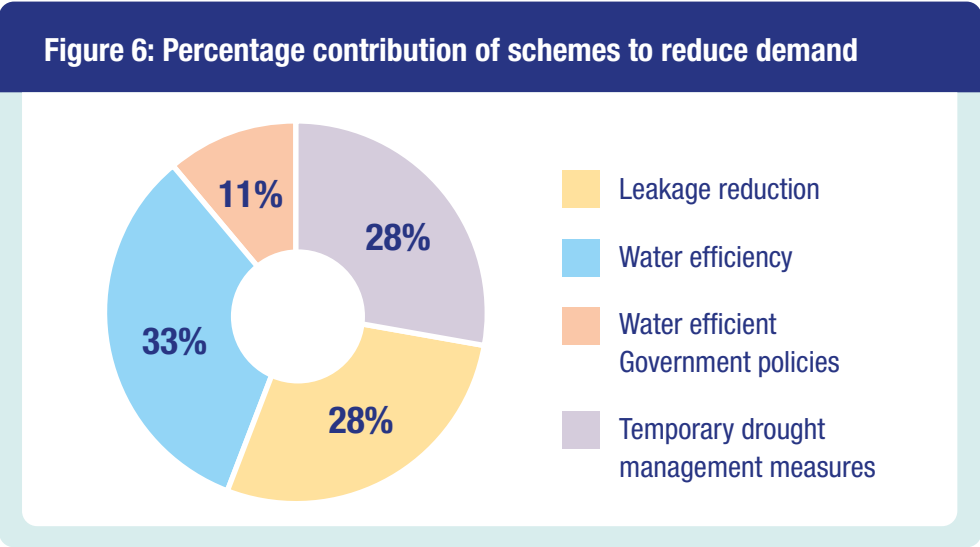 Figure 6: Percentage contribution of schemes to reduce demand
11%
28%
33%
28%
Leakage reduction
Water efficiency
Water efficient
Government policies
Temporary drought
management measures